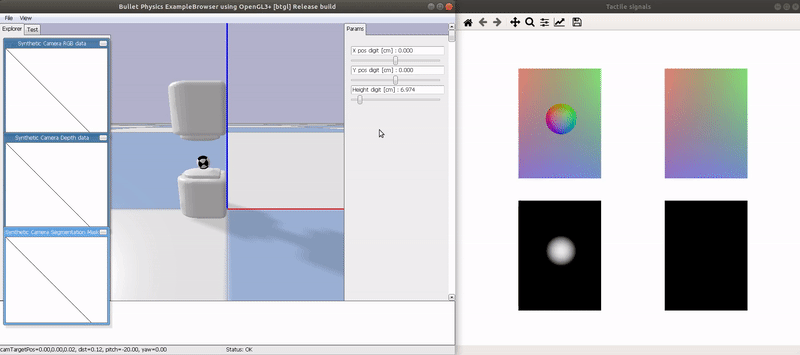 Bullet Physics ExampleBrowser using OpenGL3+ [btgl] Release build
File View
Explorer Test
Synthetic Camera RGB data
Synthetic Camera Depth data
Synthetic Camera Segmentation Mask
Params
X pos digit [cm] : 0.000
Y pos digit [cm] : 0.000
Height digit [cm] : 6.974
camTargetPos=0.00,0.00,0.02, dist=0.12, pitch=-20.00, yaw=0.00 Status: OK
Tactile signals